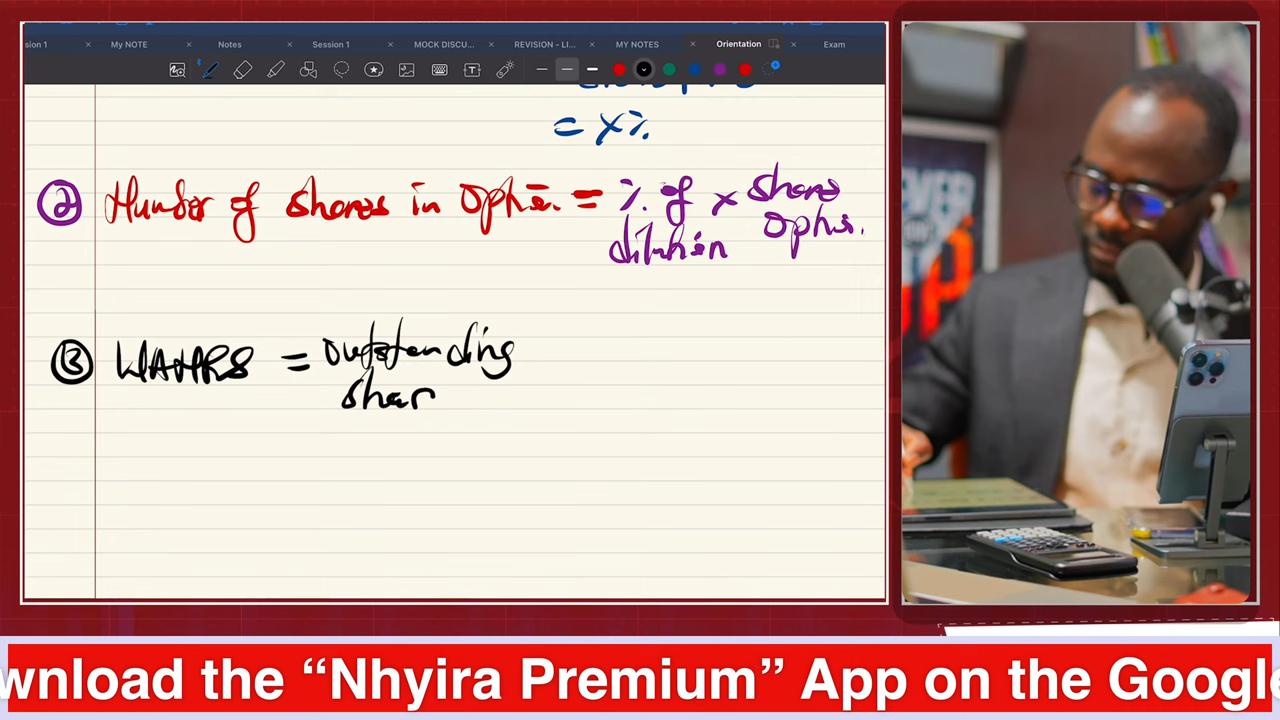 sion 1 × My NOTE × Notes × Session 1 × MOCK DISCU... × REVISION - LI... × MY NOTES × Orientation × Exam
= x%
② Number of shares in Option. = % of dilution × share option.
③ WANRS = outstanding
shar
wnload the “Nhyira Premium” App on the Google